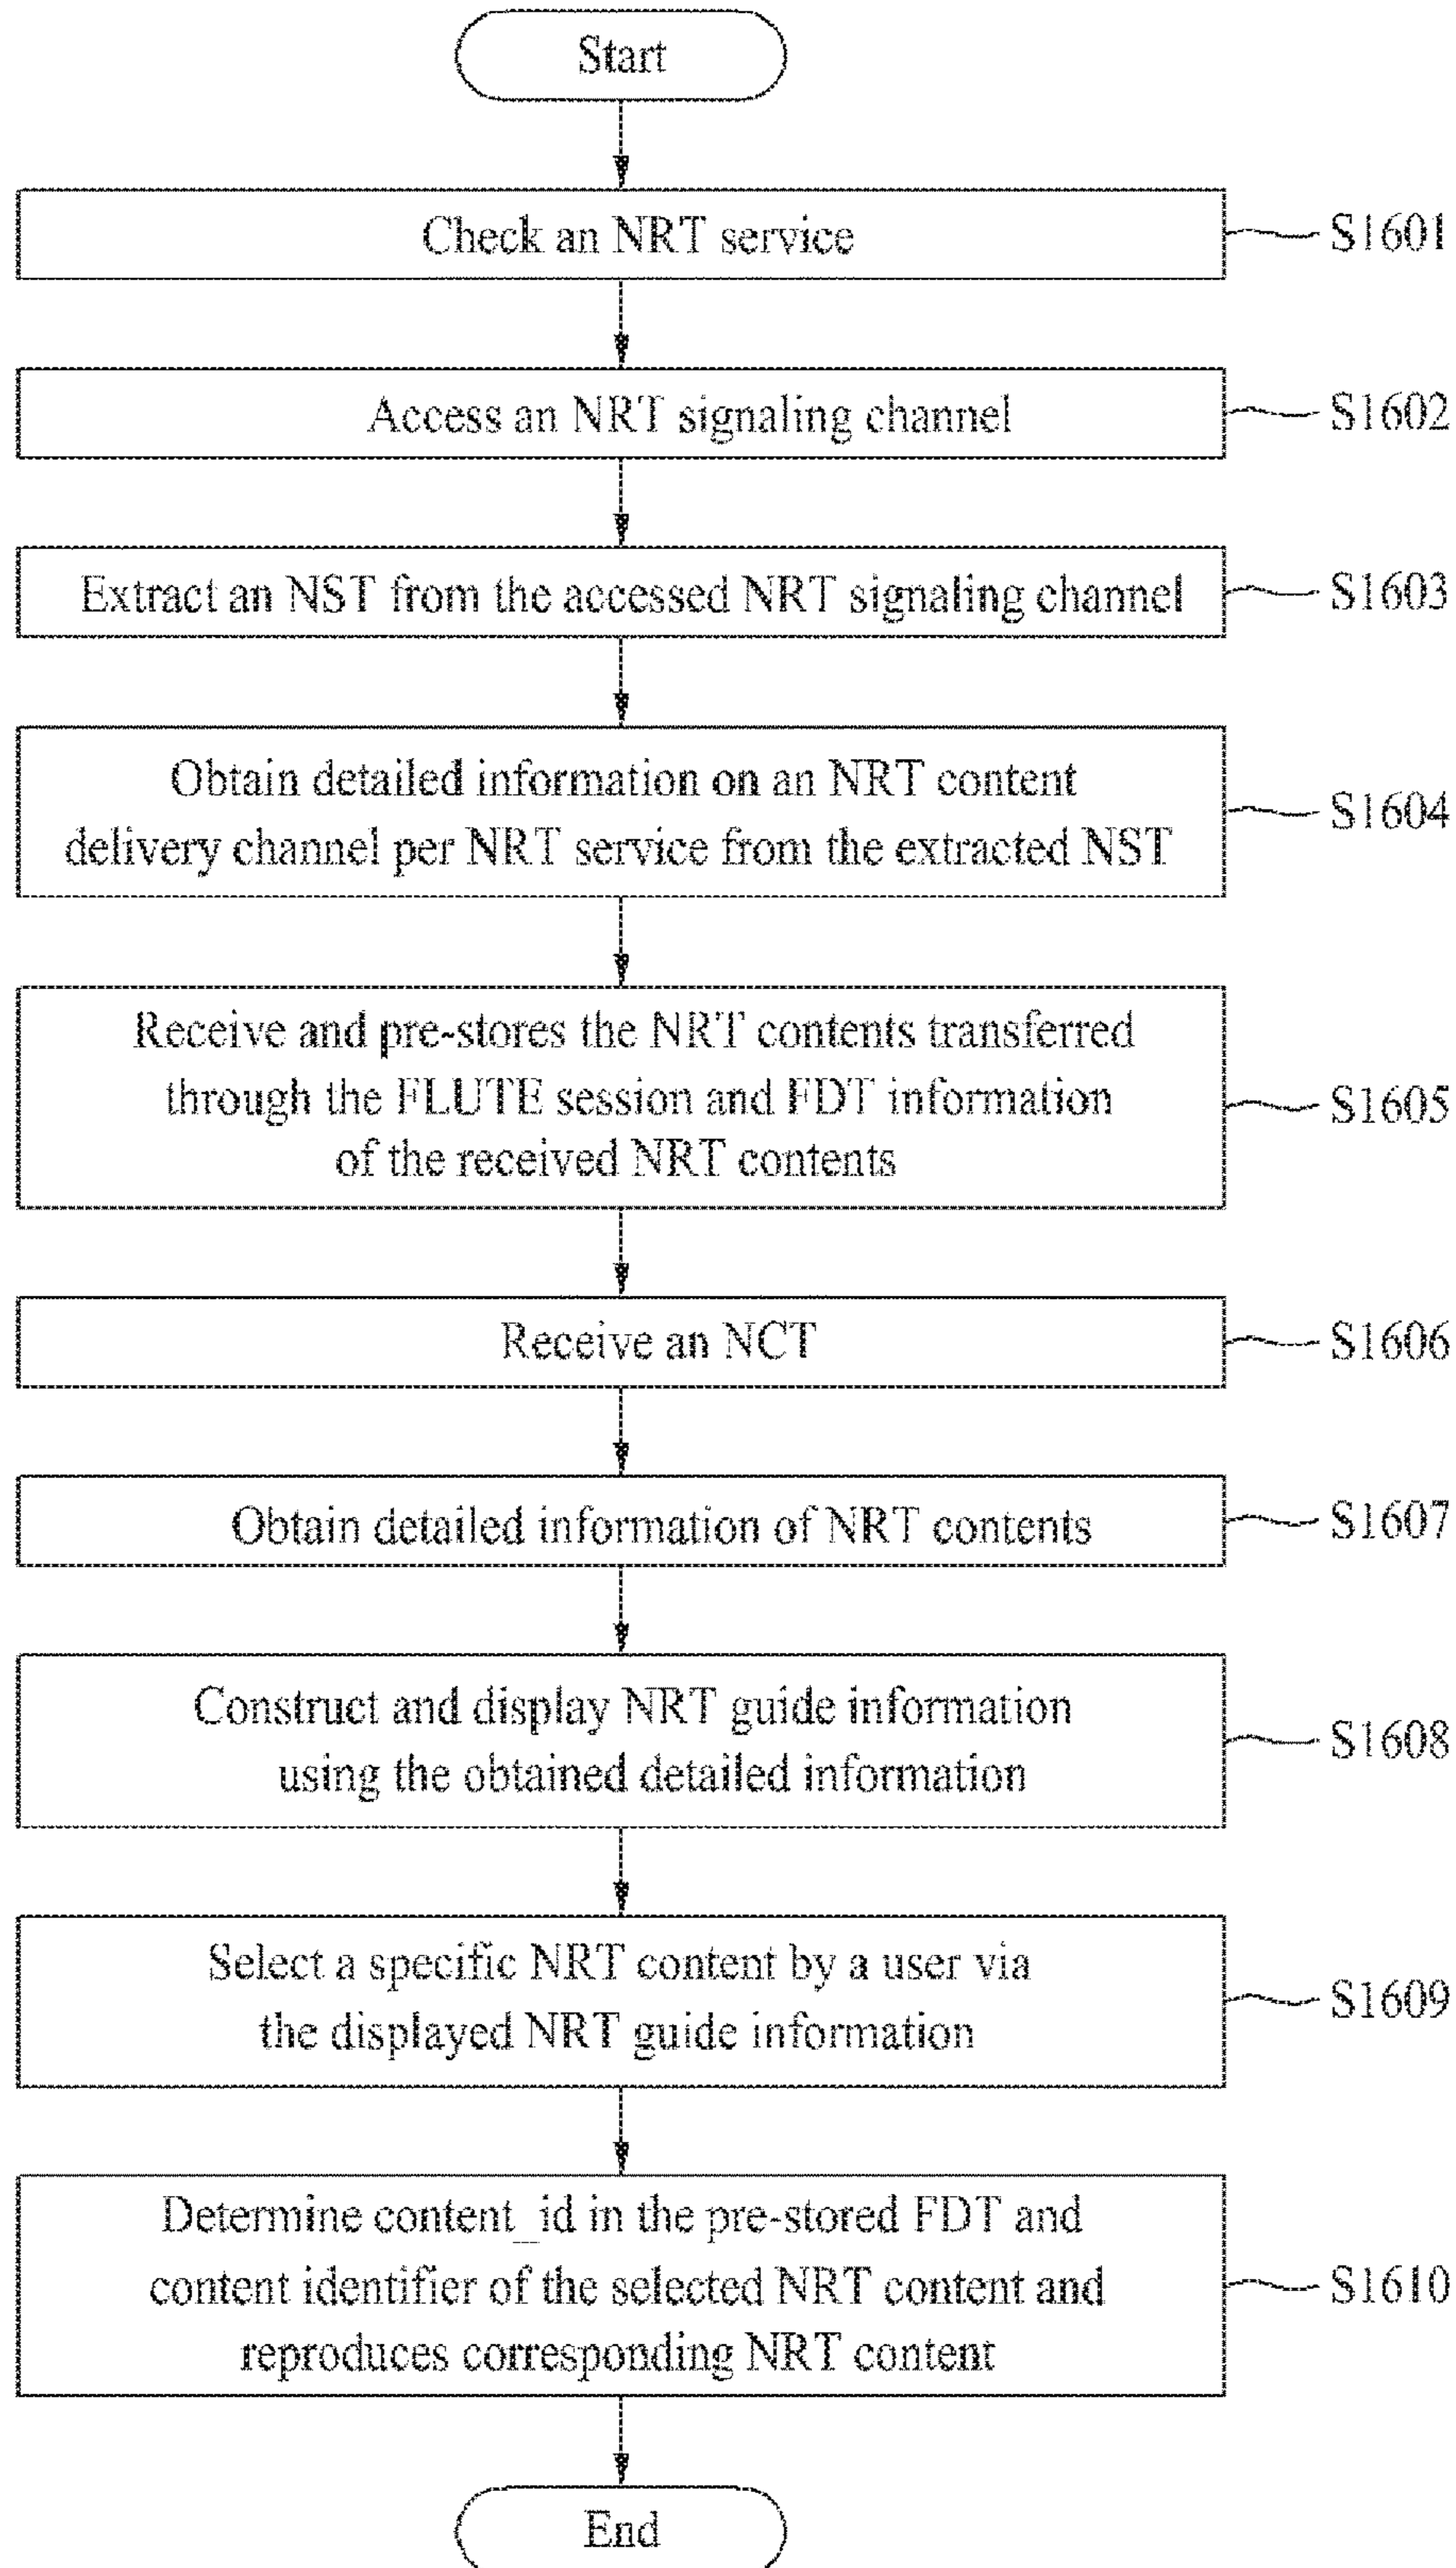 Start
Check an NRT service
S1601
Access an NRT signaling channel
S1602
Extract an NST from the accessed NRT signaling channel
S1603
Obtain detailed information on an NRT content
delivery channel per NRT service from the extracted NST
S1604
Receive and pre-stores the NRT contents transferred
through the FLUTE session and FDT information
of the received NRT contents
S1605
Receive an NCT
S1606
Obtain detailed information of NRT contents
S1607
Construct and display NRT guide information
using the obtained detailed information
S1608
Select a specific NRT content by a user via
the displayed NRT guide information
S1609
Determine content_id in the pre-stored FDT and
content identifier of the selected NRT content and
reproduces corresponding NRT content
S1610
End